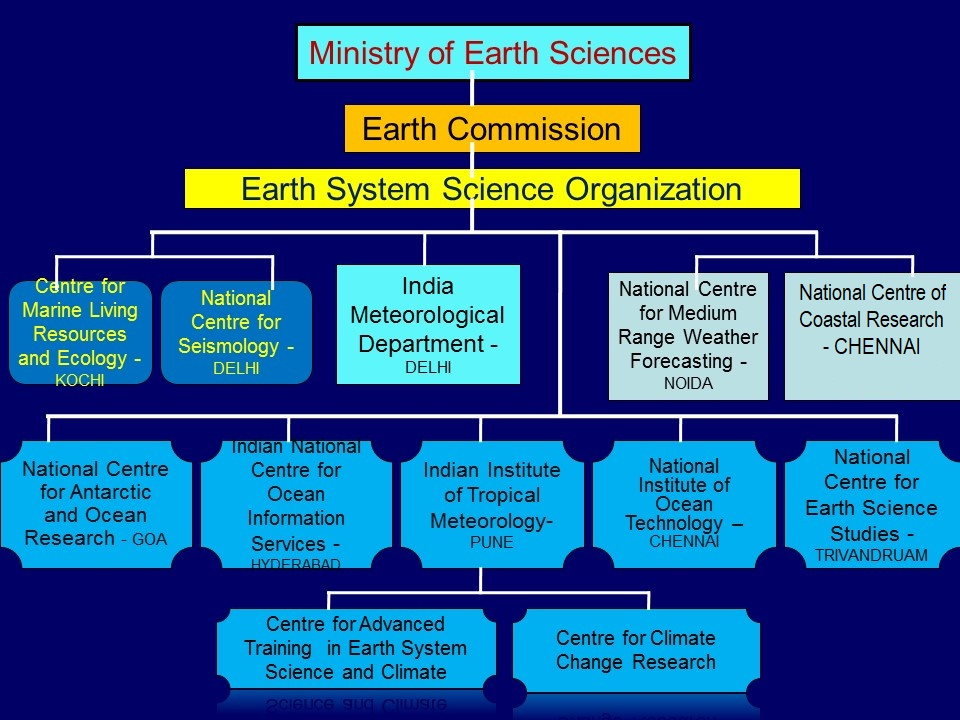 Ministry of Earth Sciences
Earth Commission
Earth System Science Organization
Centre for
Marine Living
Resources
and Ecology -
KOCHI
National
Centre for
Seismology -
DELHI
India
Meteorological
Department -
DELHI
National Centre
for Medium
Range Weather
Forecasting -
NOIDA
National Centre of
Coastal Research
- CHENNAI
National Centre
for Antarctic
and Ocean
Research - GOA
Indian National
Centre for
Ocean
Information
Services -
HYDERABAD
Indian Institute
of Tropical
Meteorology-
PUNE
National
Institute of
Ocean
Technology –
CHENNAI
National
Centre for
Earth Science
Studies -
TRIVANDRUAM
Centre for Advanced
Training in Earth System
Science and Climate
Centre for Climate
Change Research